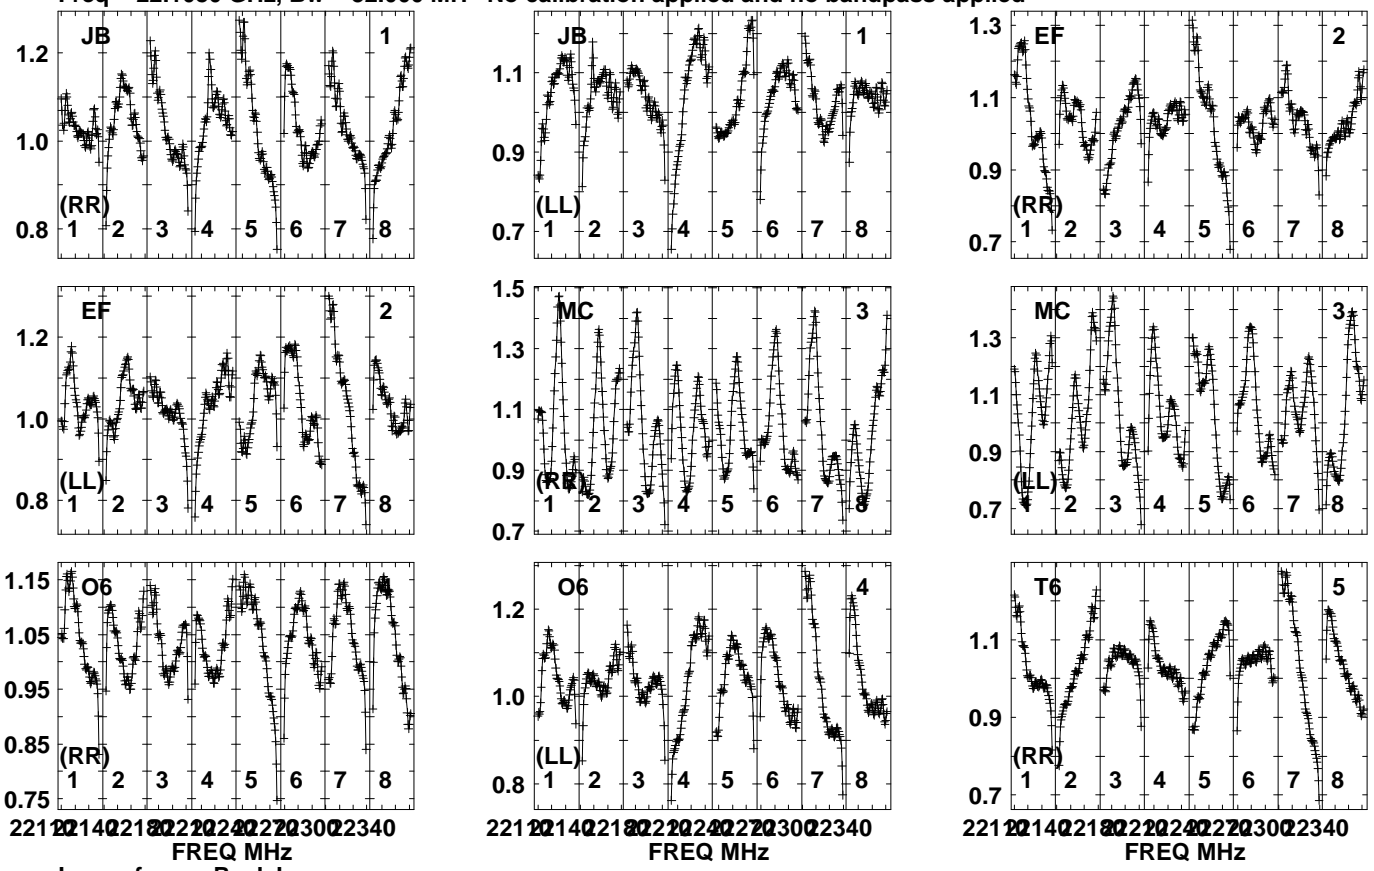 No calibration applied and no bandpass applied
JB 1
1.2
1.0
0.8
(RR)
1 2 3 4 5 6 7 8
JB 1
1.1
0.9
0.7
(LL)
1 2 3 4 5 6 7 8
EF 2
1.3
1.1
0.9
0.7
(RR)
1 2 3 4 5 6 7 8
EF 2
1.2
1.0
0.8
(LL)
1 2 3 4 5 6 7 8
MC 3
1.5
1.3
1.1
0.9
0.7
(RR)
1 2 3 4 5 6 7 8
MC 3
1.3
1.1
0.9
0.7
(LL)
1 2 3 4 5 6 7 8
O6 4
1.15
1.05
0.95
0.85
0.75
(RR)
1 2 3 4 5 6 7 8
FREQ MHz
O6 4
1.2
1.0
0.8
(LL)
1 2 3 4 5 6 7 8
FREQ MHz
T6 5
1.1
0.9
0.7
(RR)
1 2 3 4 5 6 7 8
FREQ MHz